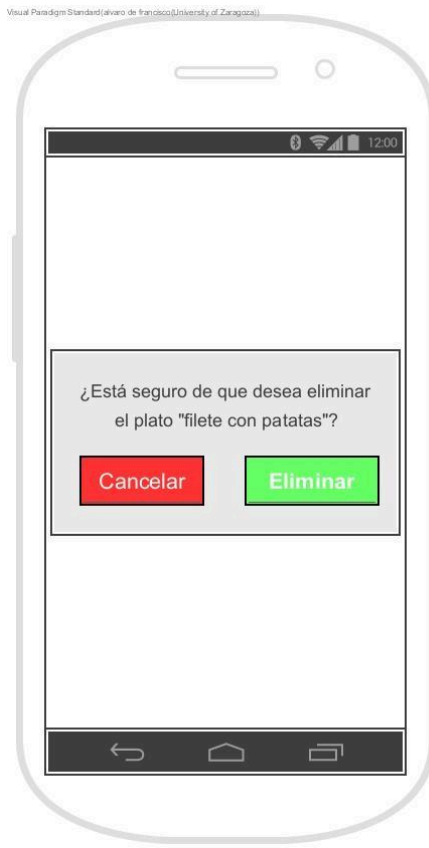 Visual Paradigm Standard(alvaro de francisco(University of Zaragoza))
12:00
¿Está seguro de que desea eliminar
el plato "filete con patatas"?
Cancelar
Eliminar